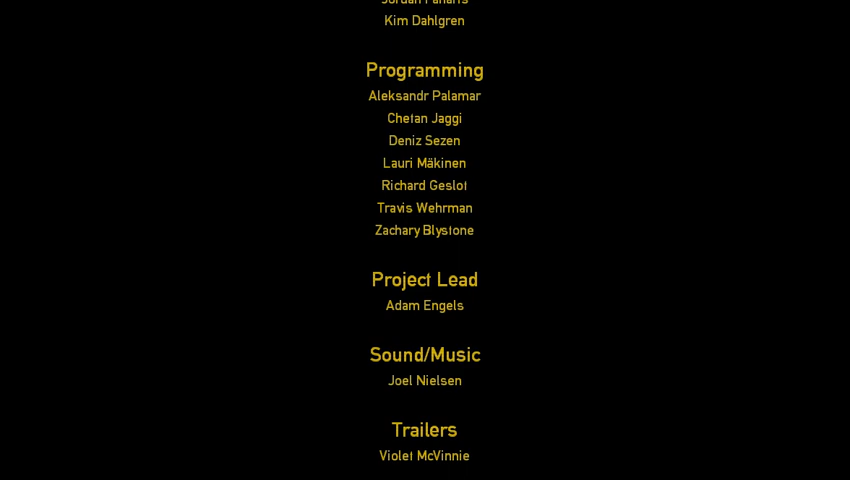 Kim Dahlgren
Programming
Aleksandr Palamar
Chetan Jaggi
Deniz Sezen
Lauri Mäkinen
Richard Geslot
Travis Wehrman
Zachary Blystone
Project Lead
Adam Engels
Sound/Music
Joel Nielsen
Trailers
Violet McVinnie